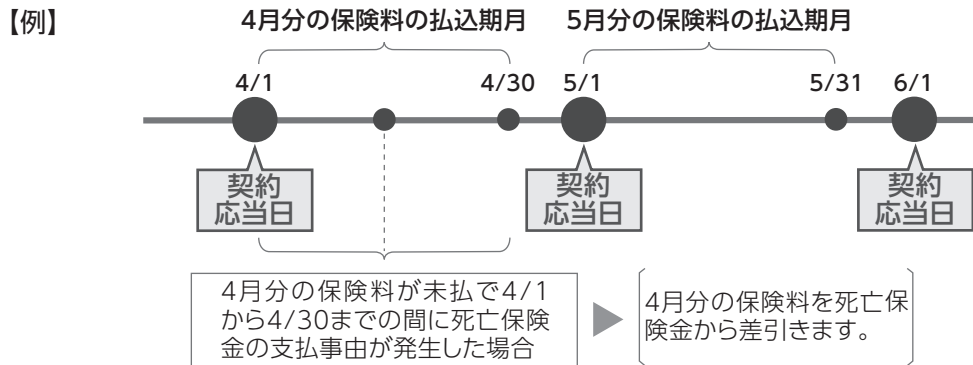 【例】
4月分の保険料の払込期月 5月分の保険料の払込期月
4/1 4/30 5/1 5/31 6/1
契約
応当日
契約
応当日
契約
応当日
4月分の保険料が未払で4/1
から4/30までの間に死亡保険
金の支払事由が発生した場合
4月分の保険料を死亡保
険金から差引きます。